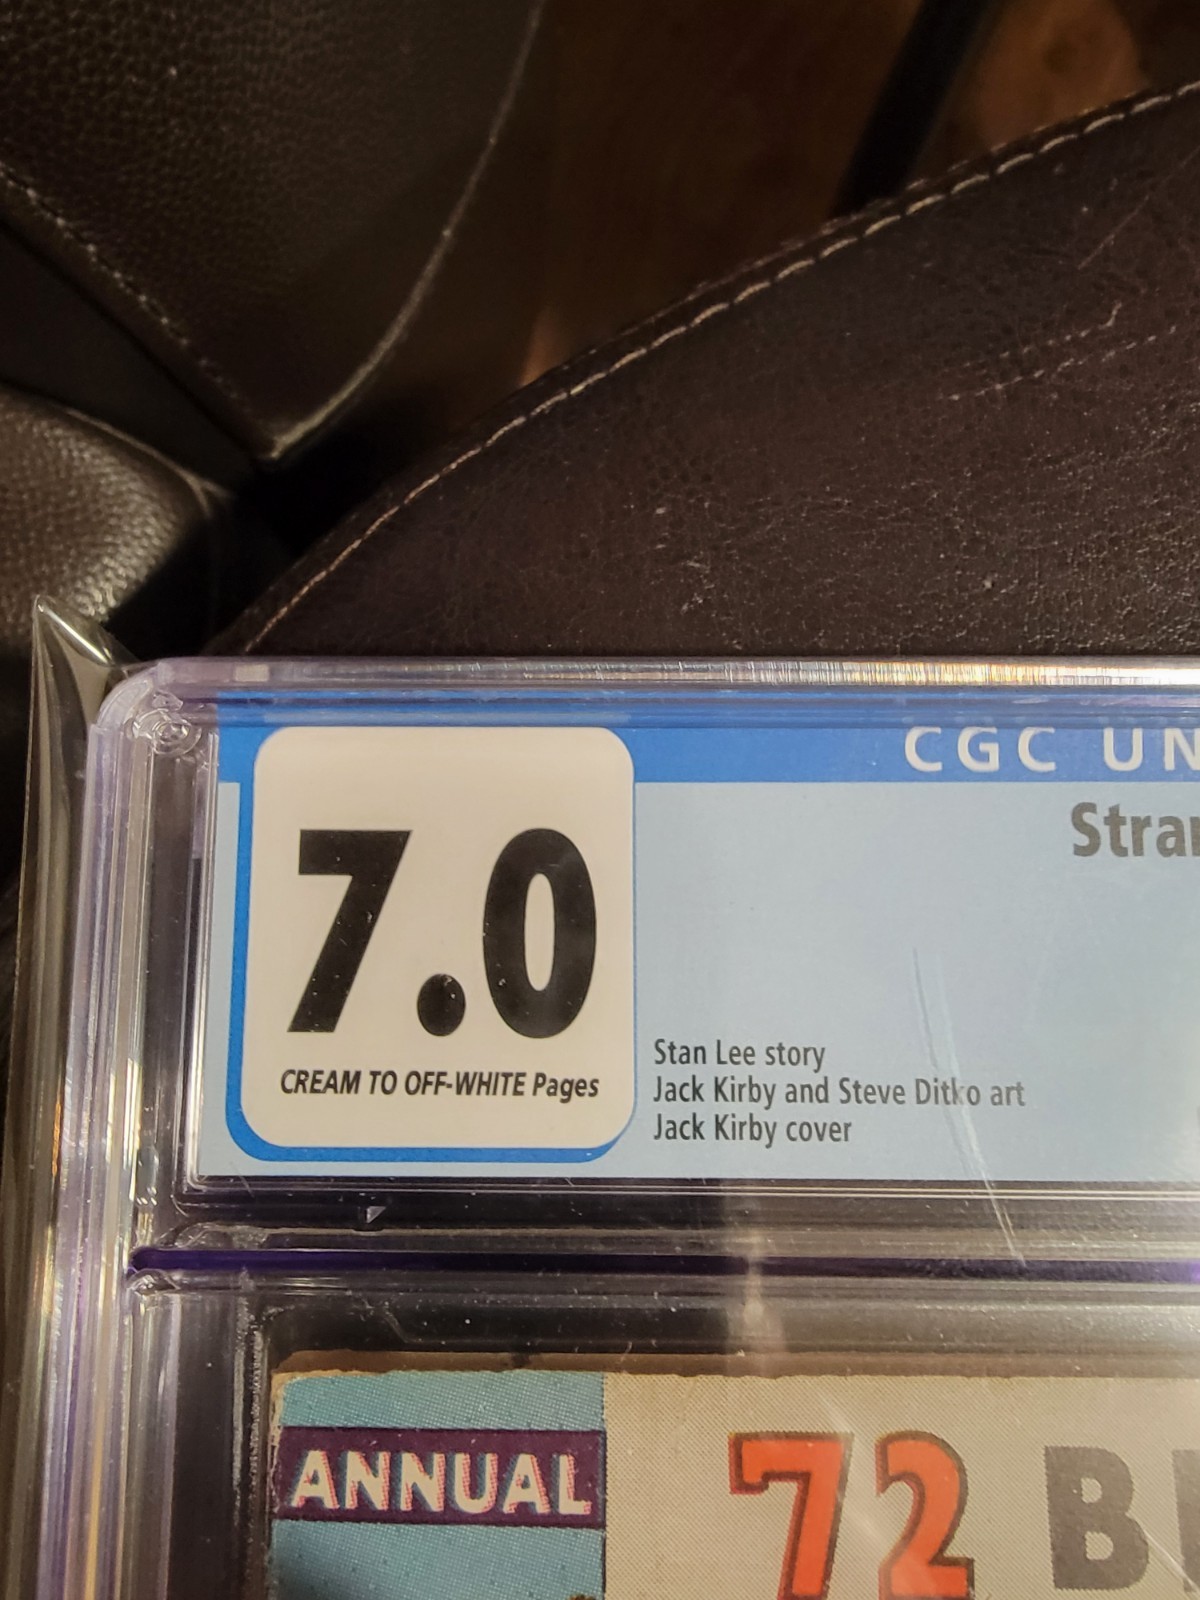 CGC UN
Stra
7.0
CREAM TO OFF-WHITE Pages
Stan Lee story
Jack Kirby and Steve Ditko art
Jack Kirby cover
ANNUAL
72 B